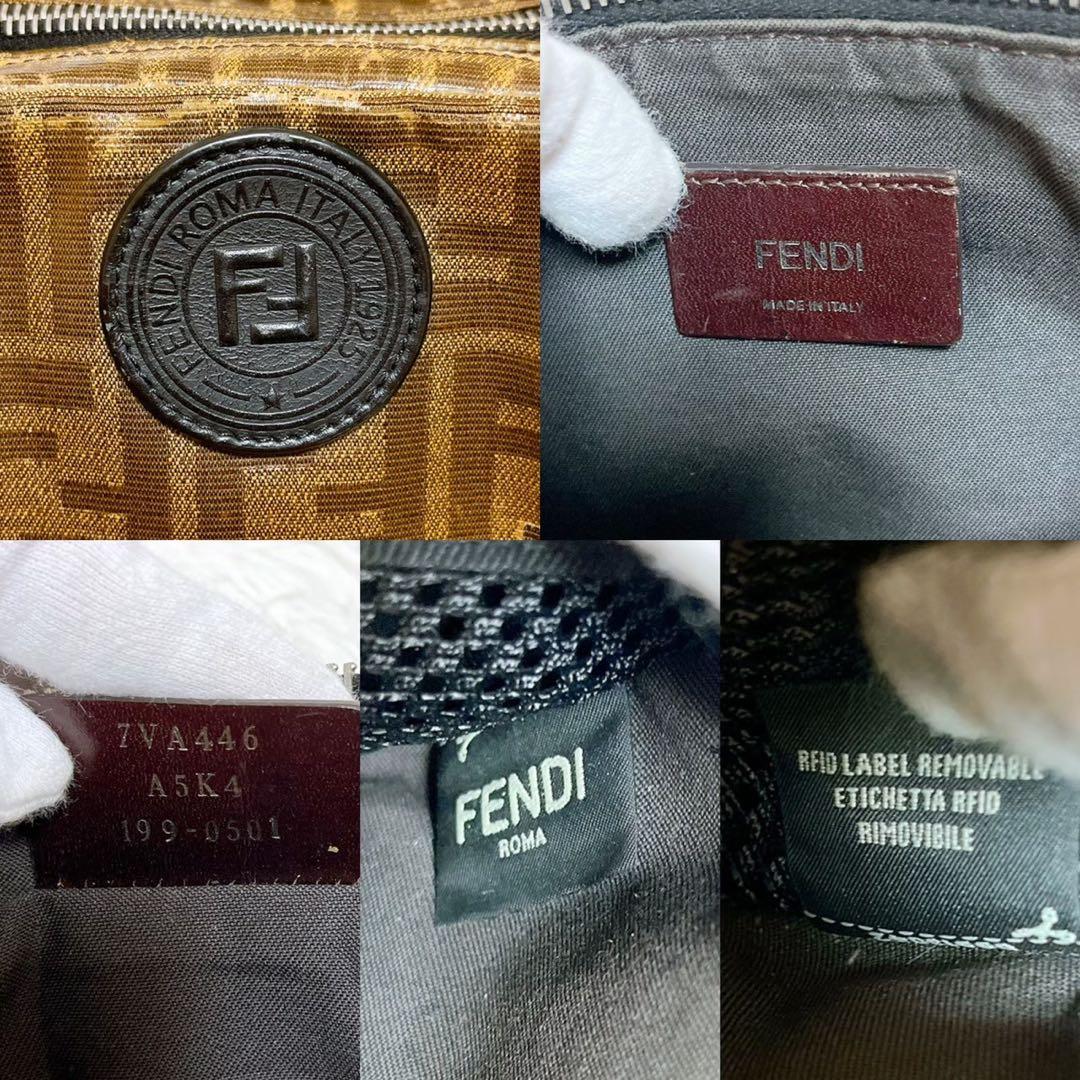 FENDI ROMA ITALY 1925
FF
FENDI
MADE IN ITALY
7VA446
A5K4
199-0501
FENDI
ROMA
RFID LABEL REMOVABLE
ETICHETTA RFID
RIMOVIBILE